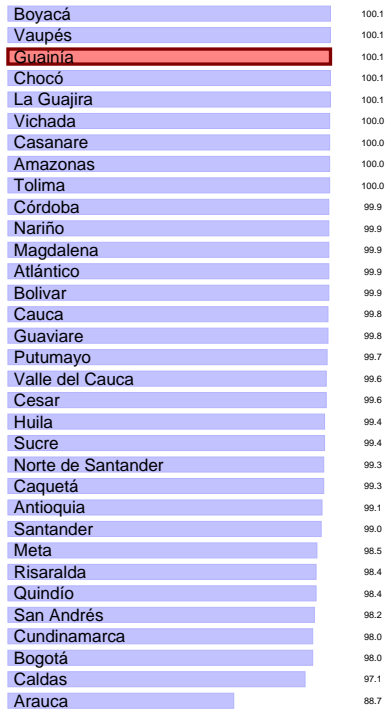 Boyacá 100.1
Vaupés 100.1
Guainía 100.1
Chocó 100.1
La Guajira 100.1
Vichada 100.0
Casanare 100.0
Amazonas 100.0
Tolima 100.0
Córdoba 99.9
Nariño 99.9
Magdalena 99.9
Atlántico 99.9
Bolivar 99.9
Cauca 99.8
Guaviare 99.8
Putumayo 99.7
Valle del Cauca 99.6
Cesar 99.6
Huila 99.4
Sucre 99.4
Norte de Santander 99.3
Caquetá 99.3
Antioquia 99.1
Santander 99.0
Meta 98.5
Risaralda 98.4
Quindío 98.4
San Andrés 98.2
Cundinamarca 98.0
Bogotá 98.0
Caldas 97.1
Arauca 88.7